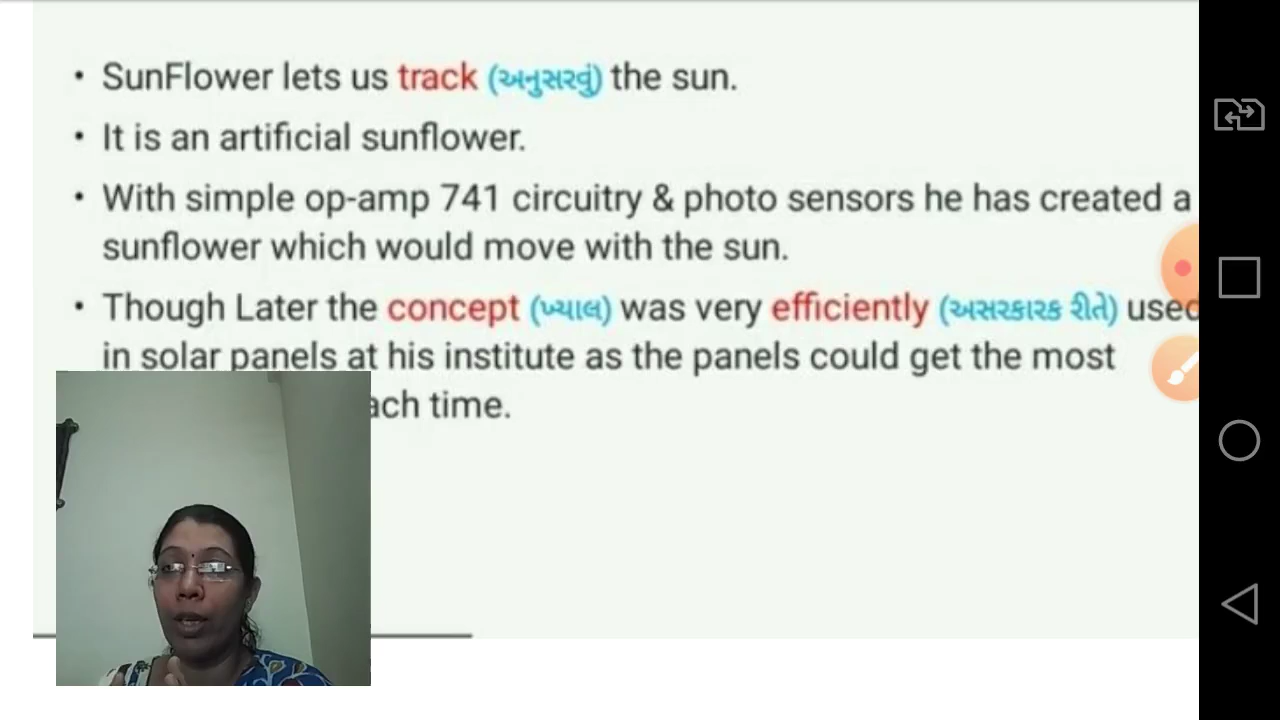 • SunFlower lets us track (અનુસરવું) the sun.
• It is an artificial sunflower.
• With simple op-amp 741 circuitry & photo sensors he has created a
sunflower which would move with the sun.
• Though Later the concept (ખ્યાલ) was very efficiently (અસરકારક રીતે) used
in solar panels at his institute as the panels could get the most
ach time.